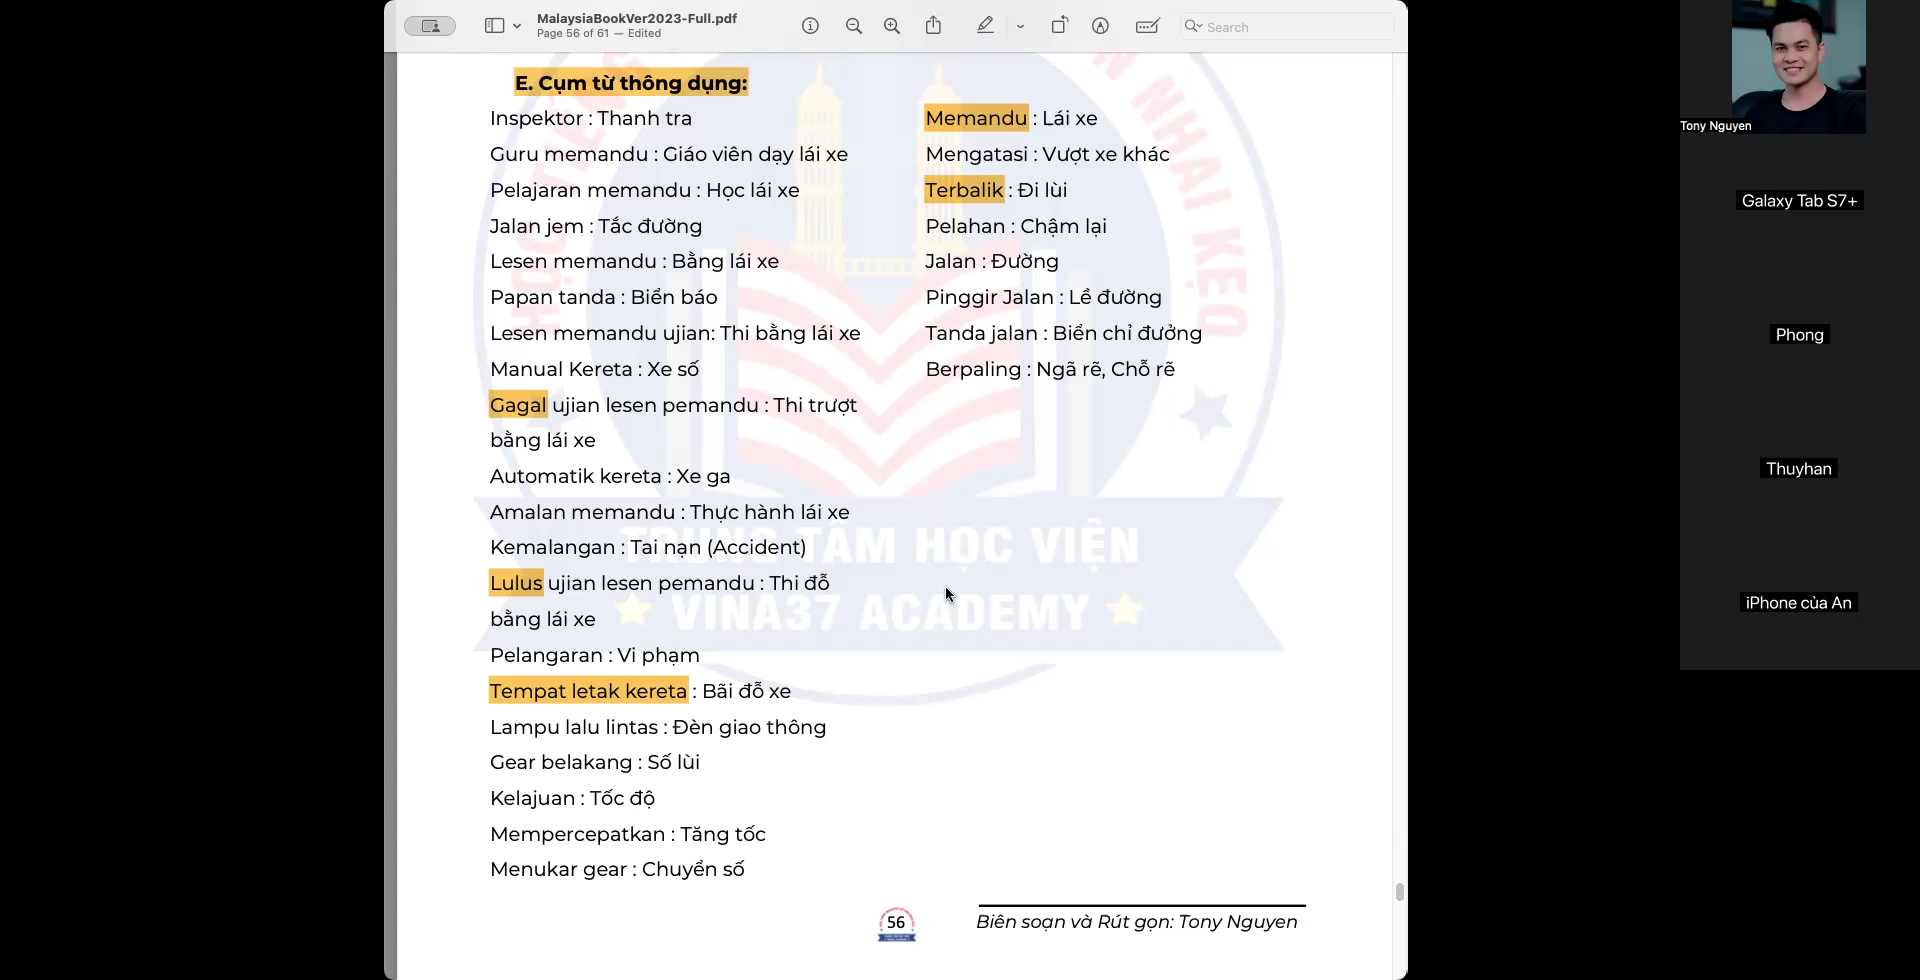 MalaysiaBookVer2023-Full.pdf
Page 56 of 61 — Edited
Search
E. Cụm từ thông dụng:
Inspektor : Thanh tra
Guru memandu : Giáo viên dạy lái xe
Pelajaran memandu : Học lái xe
Jalan jem : Tắc đường
Lesen memandu : Bằng lái xe
Papan tanda : Biển báo
Lesen memandu ujian: Thi bằng lái xe
Manual Kereta : Xe số
Gagal ujian lesen pemandu : Thi trượt
bằng lái xe
Automatik kereta : Xe ga
Amalan memandu : Thực hành lái xe
Kemalangan : Tai nạn (Accident)
Lulus ujian lesen pemandu : Thi đỗ
bằng lái xe
Pelangaran : Vi phạm
Tempat letak kereta : Bãi đỗ xe
Lampu lalu lintas : Đèn giao thông
Gear belakang : Số lùi
Kelajuan : Tốc độ
Mempercepatkan : Tăng tốc
Menukar gear : Chuyển số
Memandu : Lái xe
Mengatasi : Vượt xe khác
Terbalik : Đi lùi
Pelahan : Chậm lại
Jalan : Đường
Pinggir Jalan : Lề đường
Tanda jalan : Biển chỉ đưởng
Berpaling : Ngã rẽ, Chỗ rẽ
TRUNG TÂM HỌC VIỆN
VINA37 ACADEMY
NHAI KẸO
56
Biên soạn và Rút gọn: Tony Nguyen
Tony Nguyen
Galaxy Tab S7+
Phong
Thuyhan
iPhone của An